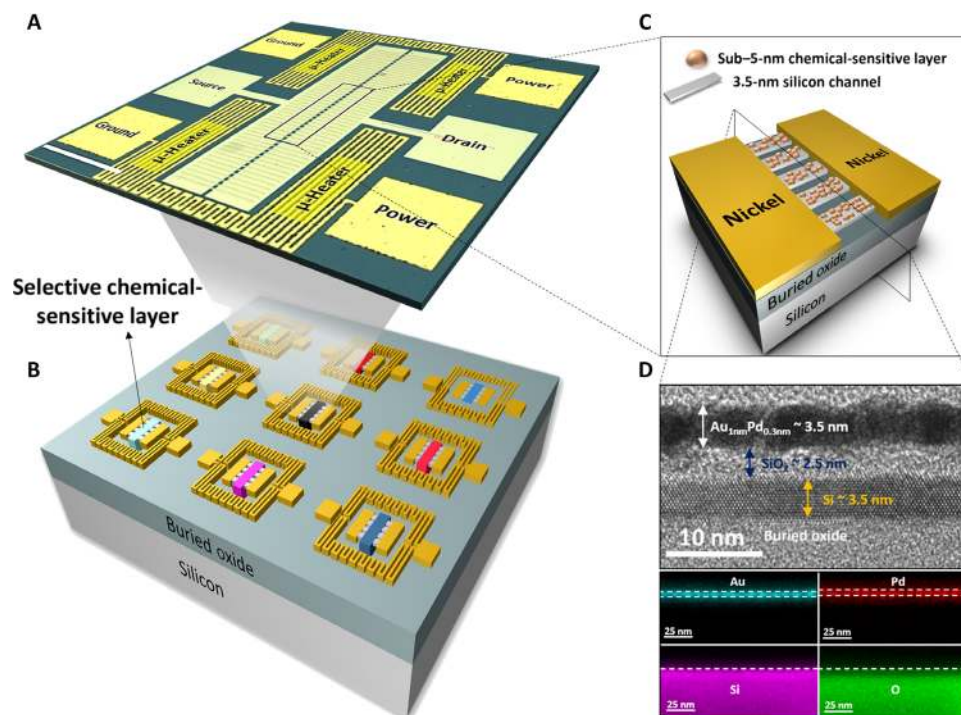 A
Ground
μ-Heater
μ-Heater
Power
Source
Ground
μ-Heater
Drain
μ-Heater
Power
Selective chemical-
sensitive layer
B
Buried oxide
Silicon
C
Sub–5-nm chemical-sensitive layer
3.5-nm silicon channel
Nickel
Nickel
Buried oxide
Silicon
D
Au1nmPd0.3nm ~ 3.5 nm
SiOx ~ 2.5 nm
Si ~ 3.5 nm
Buried oxide
10 nm
Au
25 nm
Pd
25 nm
Si
25 nm
O
25 nm